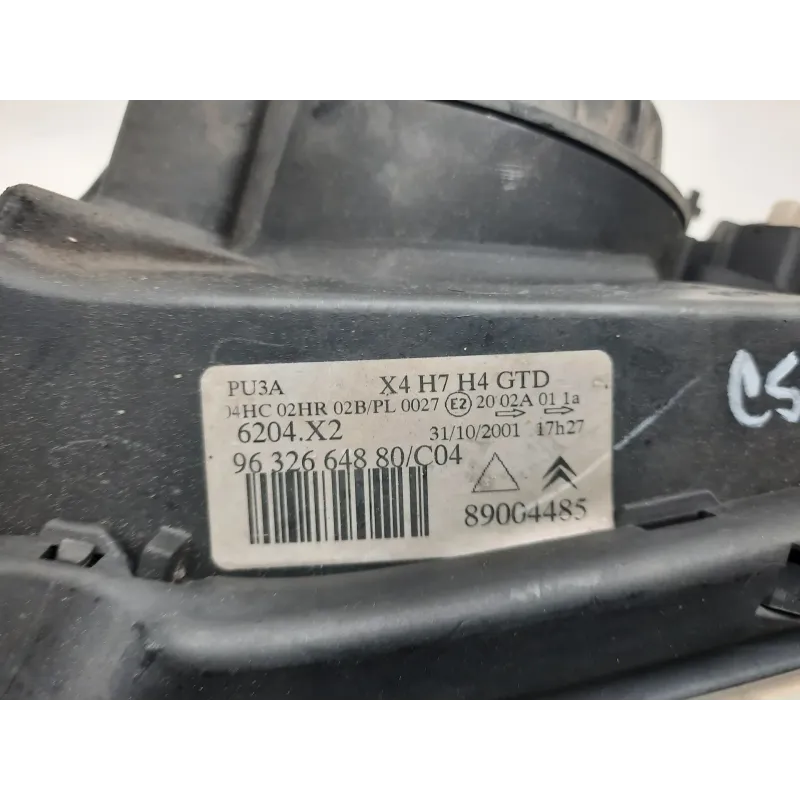 PU3A X4 H7 H4 GTD
04HC 02HR 02B/PL 0027 E2 20 02A 01 1a
6204.X2 31/10/2001 17h27
96 326 648 80/C04
89004485
C5